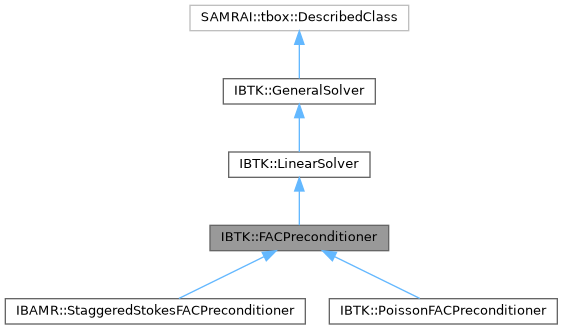 SAMRAI::tbox::DescribedClass
IBTK::GeneralSolver
IBTK::LinearSolver
IBTK::FACPreconditioner
IBAMR::StaggeredStokesFACPreconditioner
IBTK::PoissonFACPreconditioner